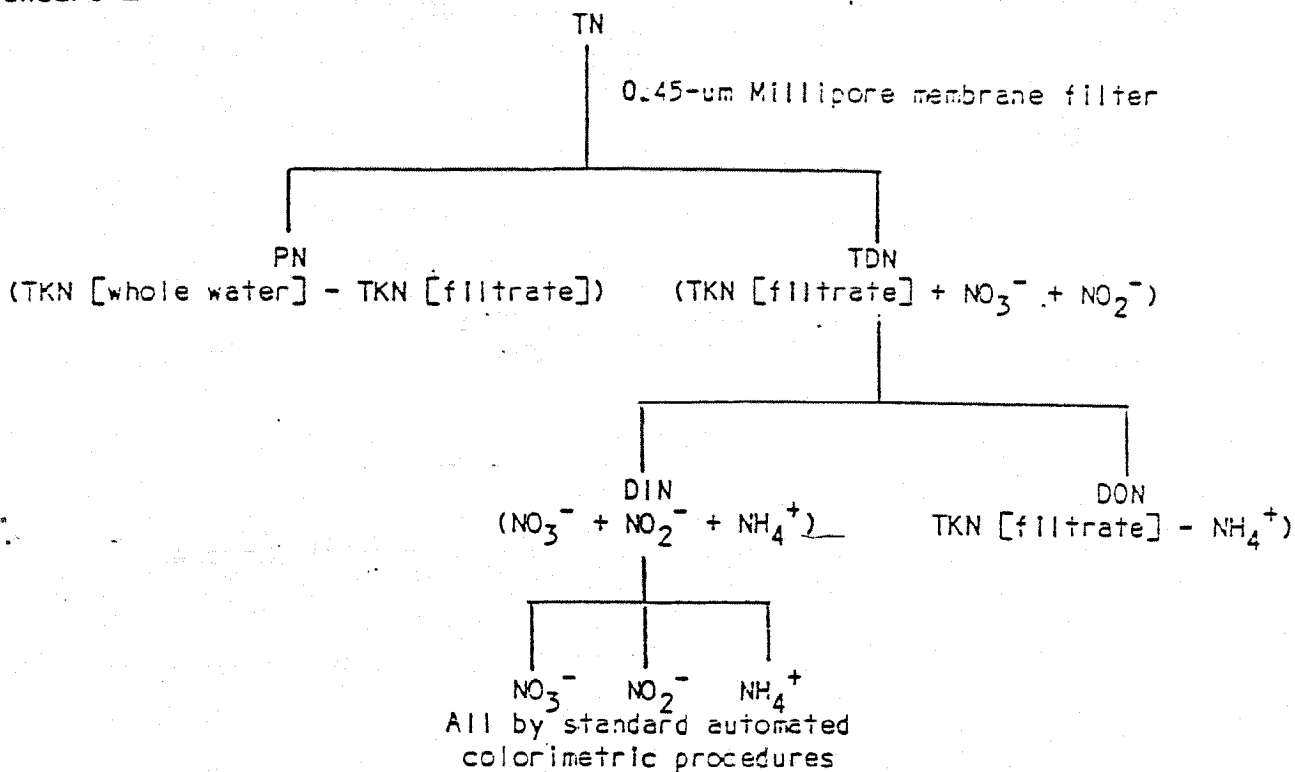 TN
0.45-um Millipore membrane filter
PN TDN
(TKN [whole water] - TKN [filtrate]) (TKN [filtrate] + NO3- + NO2-)
DIN DON
(NO3- + NO2- + NH4+) TKN [filtrate] - NH4+)
NO3- NO2- NH4+
All by standard automated
colorimetric procedures